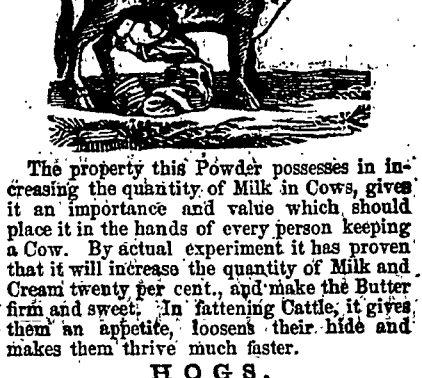 The property this Powder possesses in in-
creasing the quantity of Milk in Cows, gives
it an importance and value which should
place it in the hands of every person keeping
a Cow. By actual experiment it has proven
that it will increase the quantity of Milk and
Cream twenty per cent., and make the Butter
firm and sweet. In fattening Cattle, it gives
them an appetite, loosens their hide and
makes them thrive much faster.
HOGS.